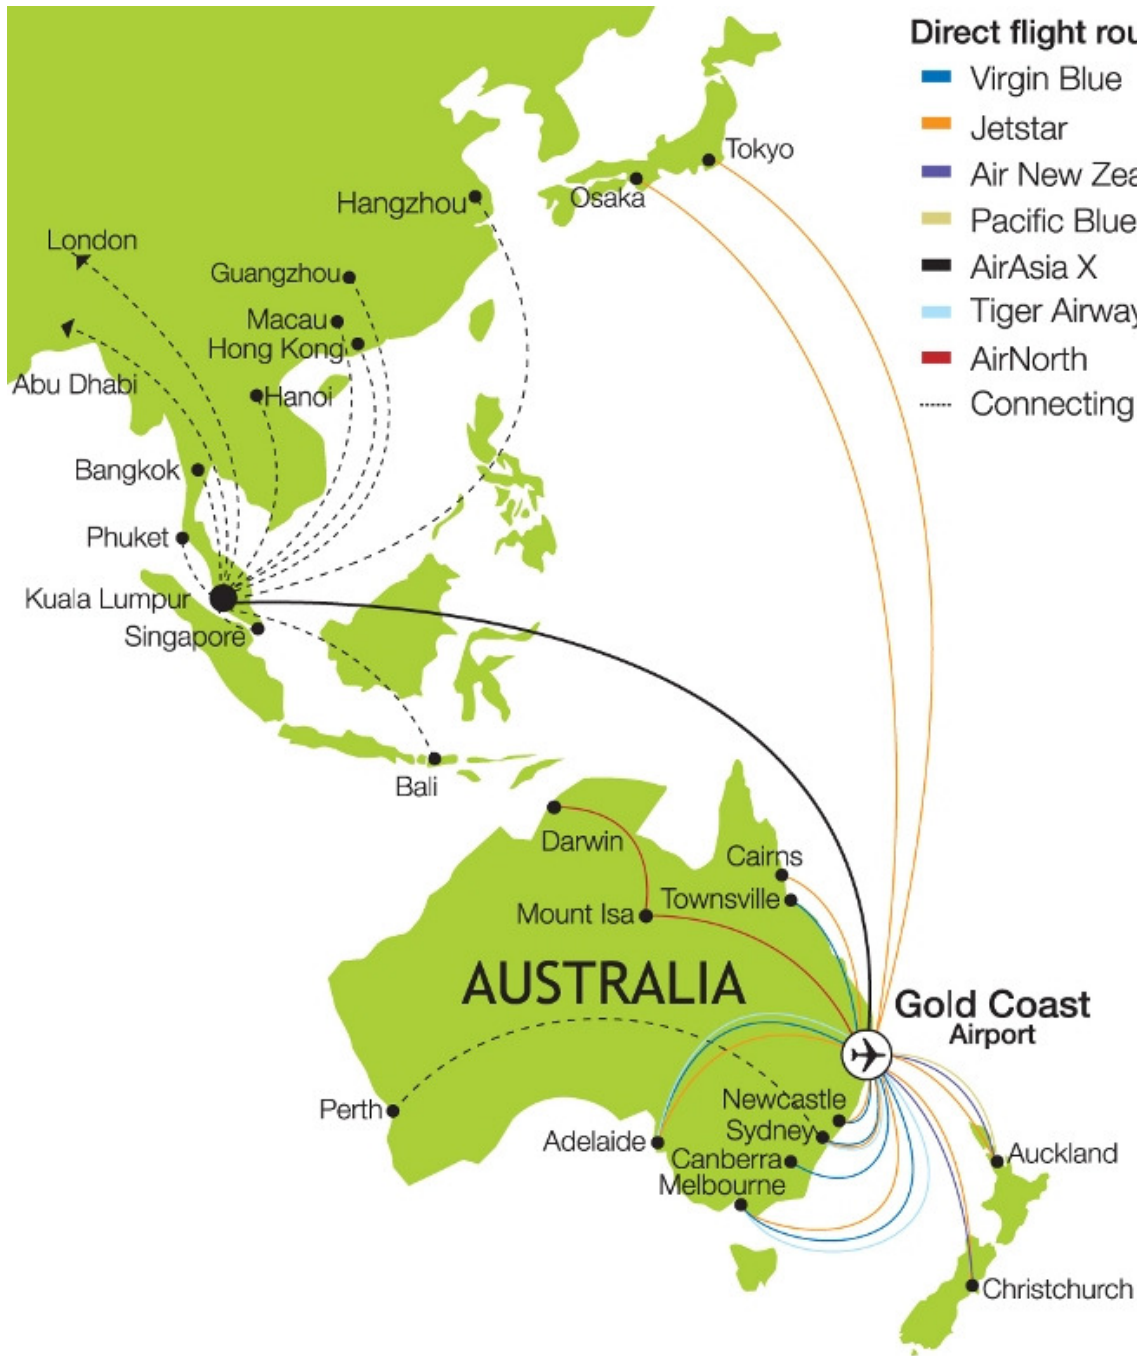 Direct flight rou
Virgin Blue
Jetstar
Air New Zea
Pacific Blue
AirAsia X
Tiger Airway
AirNorth
Connecting
Tokyo
Osaka
Hangzhou
London
Guangzhou
Macau
Hong Kong
Abu Dhabi
Hanoi
Bangkok
Phuket
Kuala Lumpur
Singapore
Bali
Darwin
Cairns
Townsville
Mount Isa
AUSTRALIA
Gold Coast
Airport
Perth
Newcastle
Sydney
Adelaide
Canberra
Melbourne
Auckland
Christchurch